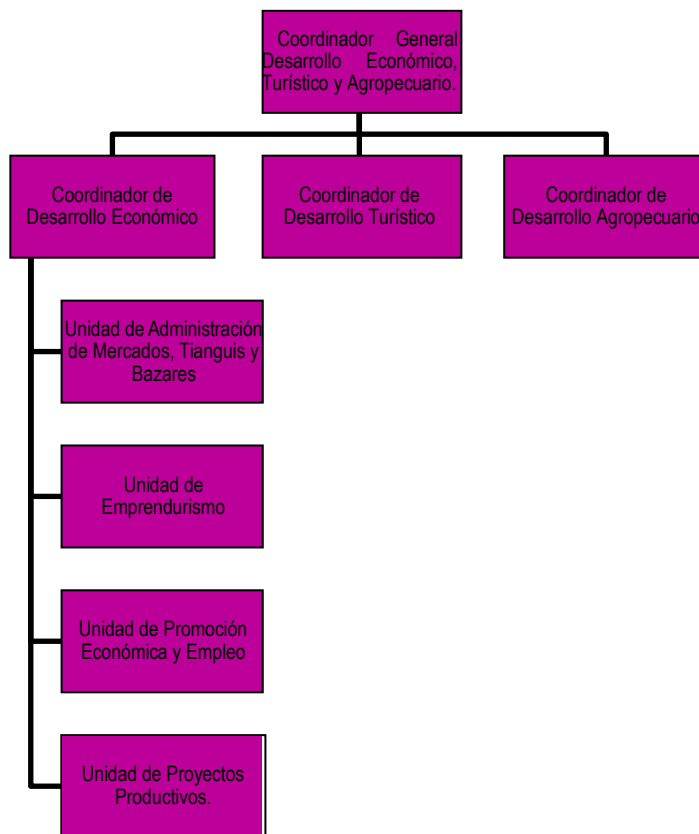 Coordinador General
Desarrollo Económico,
Turístico y Agropecuario.
Coordinador de
Desarrollo Económico
Coordinador de
Desarrollo Turístico
Coordinador de
Desarrollo Agropecuario
Unidad de Administración
de Mercados, Tianguis y
Bazares
Unidad de
Emprendurismo
Unidad de Promoción
Económica y Empleo
Unidad de Proyectos
Productivos.